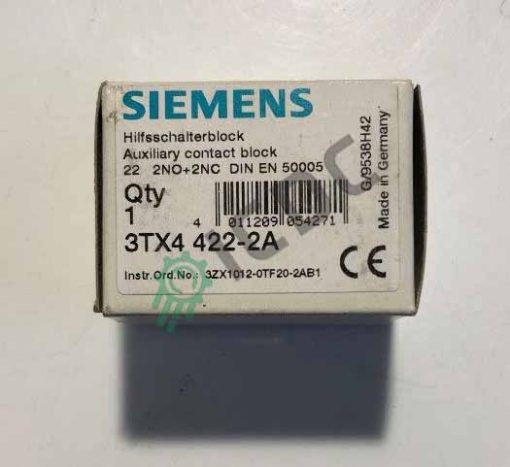 SIEMENS
Hilfsschalterblock
Auxiliary contact block
22 2NO+2NC DIN EN 50005
Qty
1
4 011209 054271
3TX4 422-2A
Instr.Ord.No.: 3ZX1012-0TF20-2AB1
CE
G/9538H42
Made in Germany